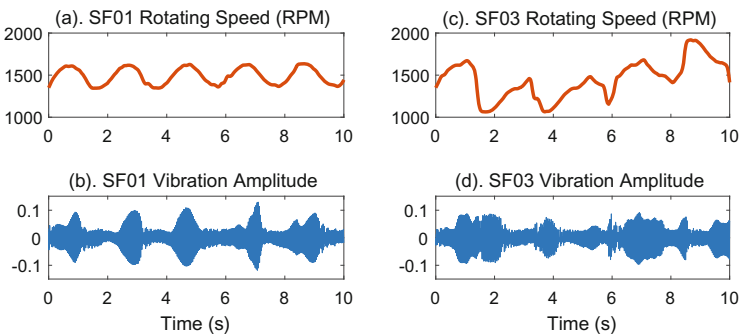 (a). SF01 Rotating Speed (RPM)
2000
1500
1000
0 2 4 6 8 10
(b). SF01 Vibration Amplitude
0.1
0
-0.1
0 2 4 6 8 10
Time (s)
(c). SF03 Rotating Speed (RPM)
2000
1500
1000
0 2 4 6 8 10
(d). SF03 Vibration Amplitude
0.1
0
-0.1
0 2 4 6 8 10
Time (s)